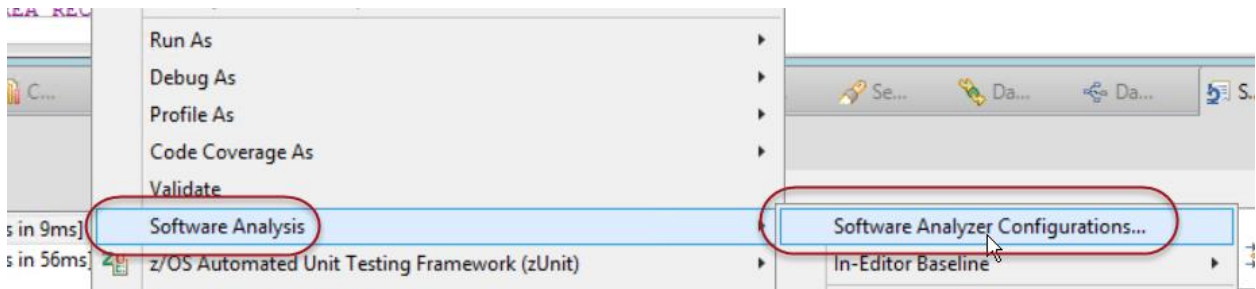 Run As
Debug As
C...
Se...
Da...
Da...
S..
Profile As
Code Coverage As
Validate
s in 9ms]
Software Analysis
Software Analyzer Configurations...
s in 56ms]
z/OS Automated Unit Testing Framework (zUnit)
In-Editor Baseline